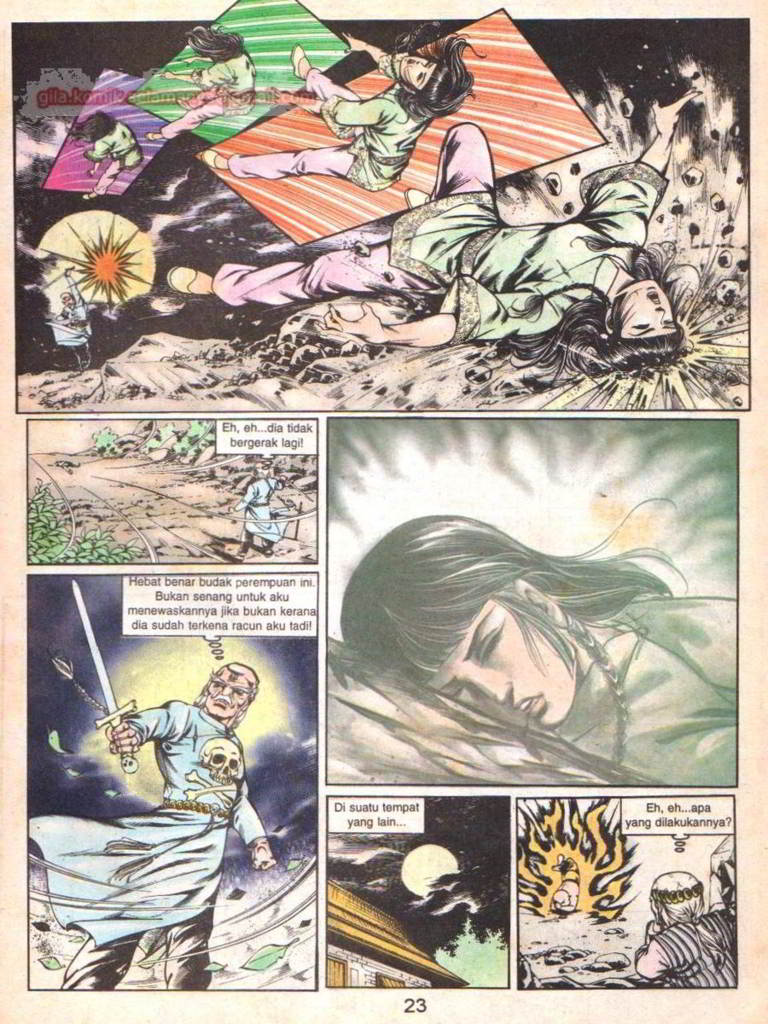 Eh, eh...dia tidak
bergerak lagi!
Hebat benar budak perempuan ini.
Bukan senang untuk aku
menewaskannya jika bukan kerana
dia sudah terkena racun aku tadi!
Di suatu tempat
yang lain...
Eh, eh...apa
yang dilakukannya?
23